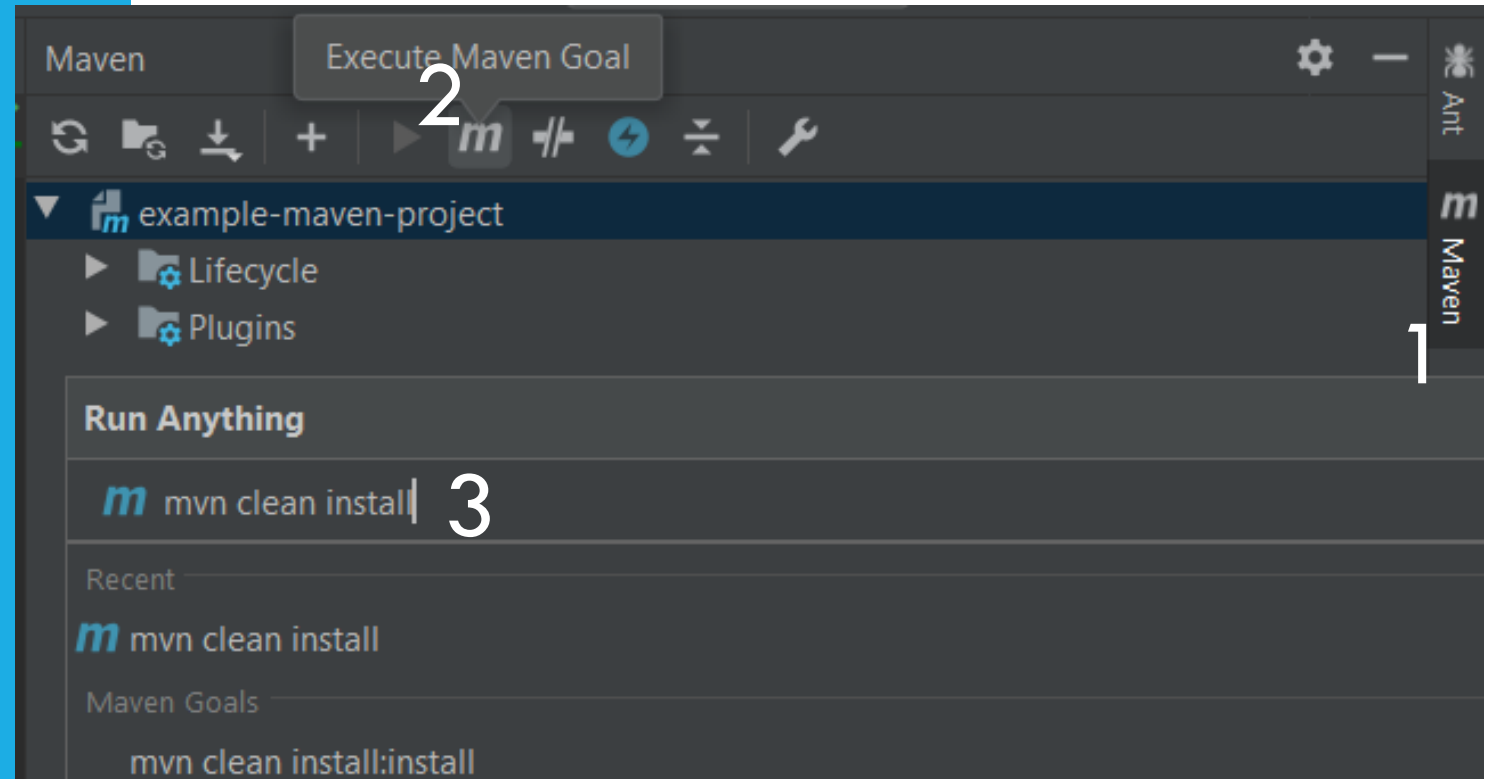 Maven
Execute Maven Goal
2
m
Ant
m
Maven
1
m example-maven-project
Lifecycle
Plugins
Run Anything
m mvn clean install 3
Recent
m mvn clean install
Maven Goals
mvn clean install:install